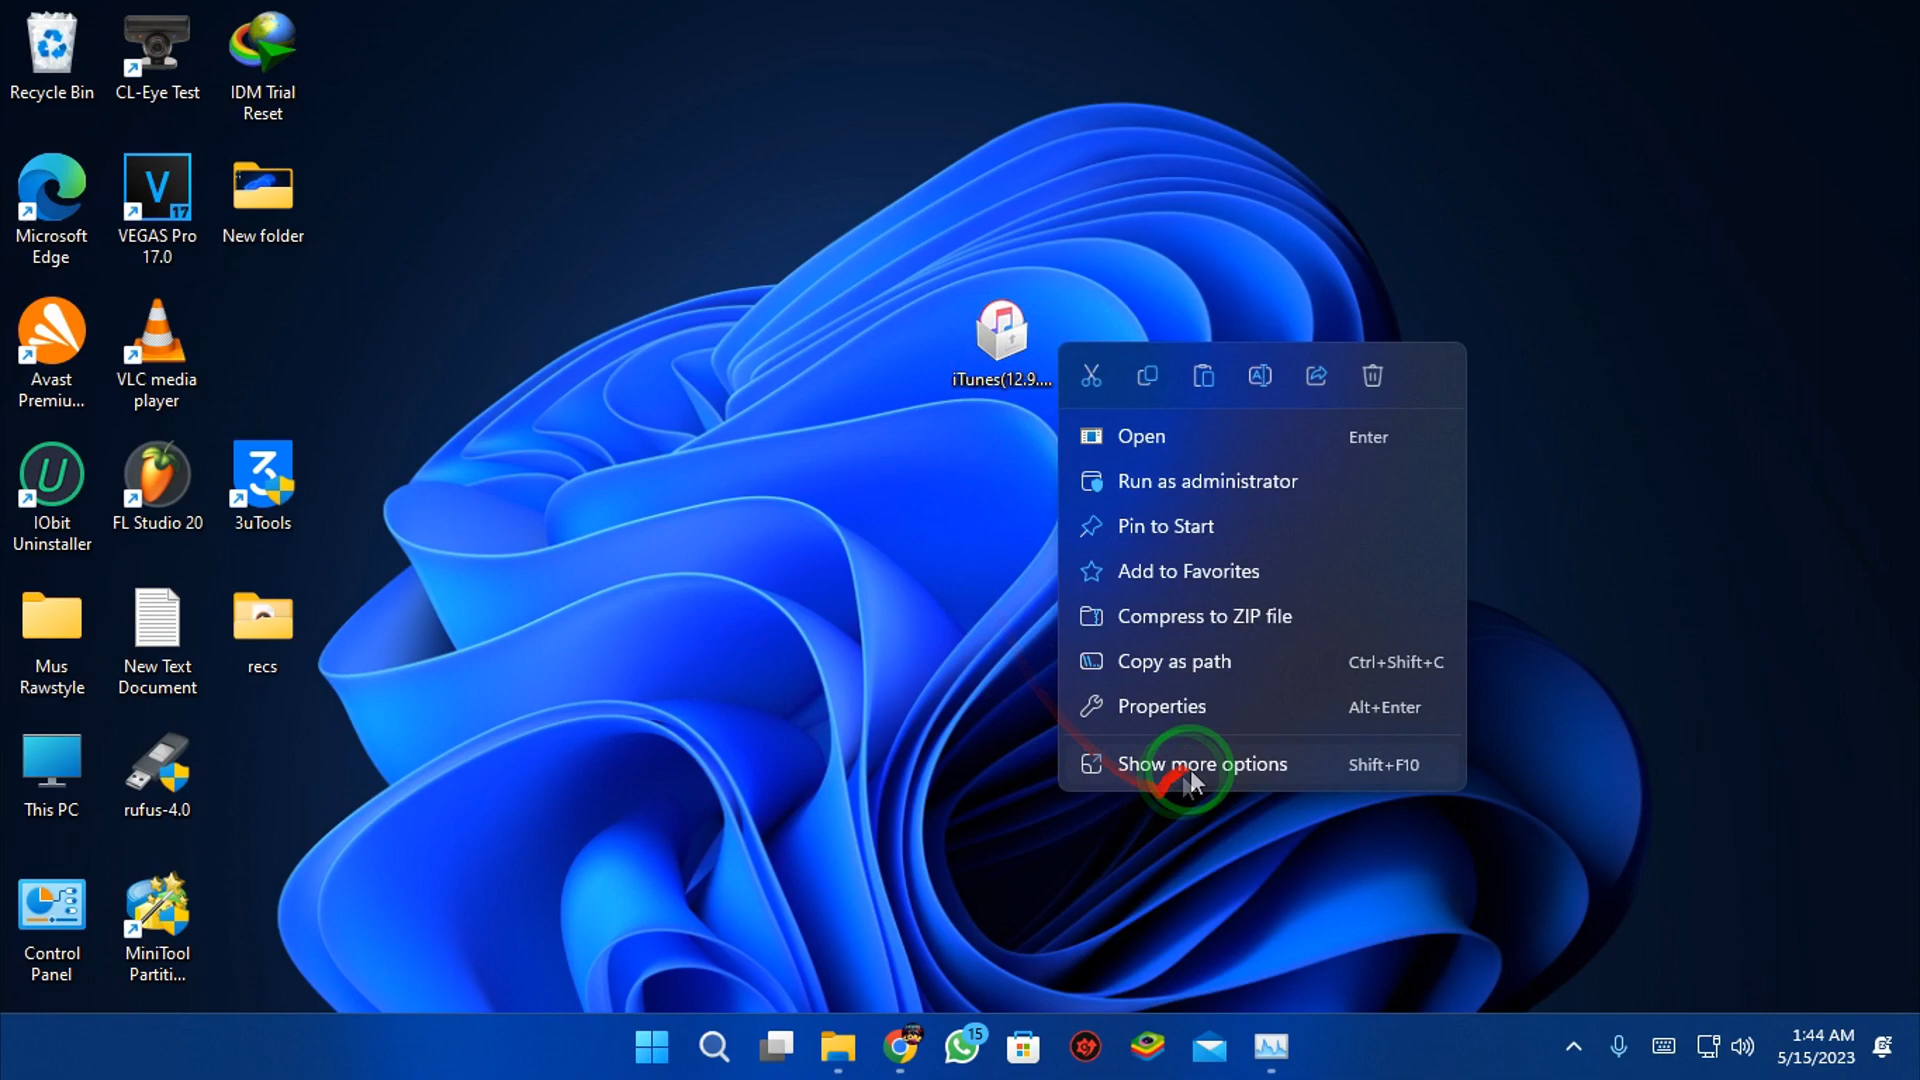 Recycle Bin
CL-Eye Test
IDM Trial
Reset
Microsoft
Edge
VEGAS Pro
17.0
New folder
Avast
Premiu...
VLC media
player
iTunes(12.9....
IObit
Uninstaller
FL Studio 20
3uTools
Mus
Rawstyle
New Text
Document
recs
This PC
rufus-4.0
Control
Panel
MiniTool
Partiti...
Open Enter
Run as administrator
Pin to Start
Add to Favorites
Compress to ZIP file
Copy as path Ctrl+Shift+C
Properties Alt+Enter
Show more options Shift+F10
15
1:44 AM
5/15/2023